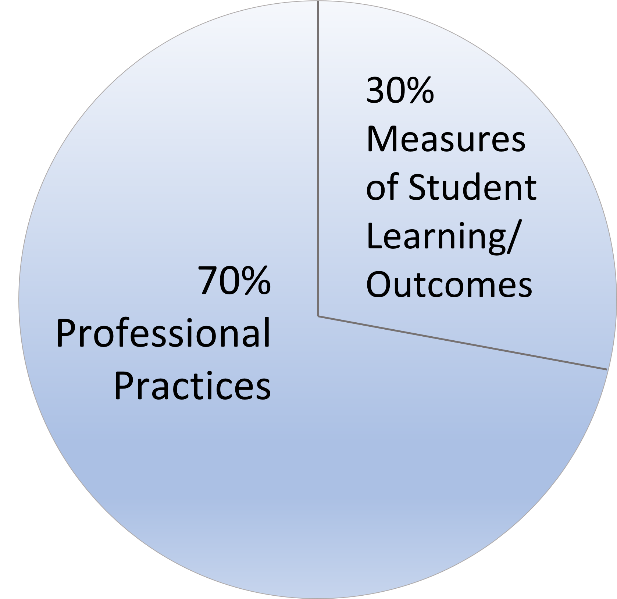 30%
Measures
of Student
Learning/
Outcomes
70%
Professional
Practices